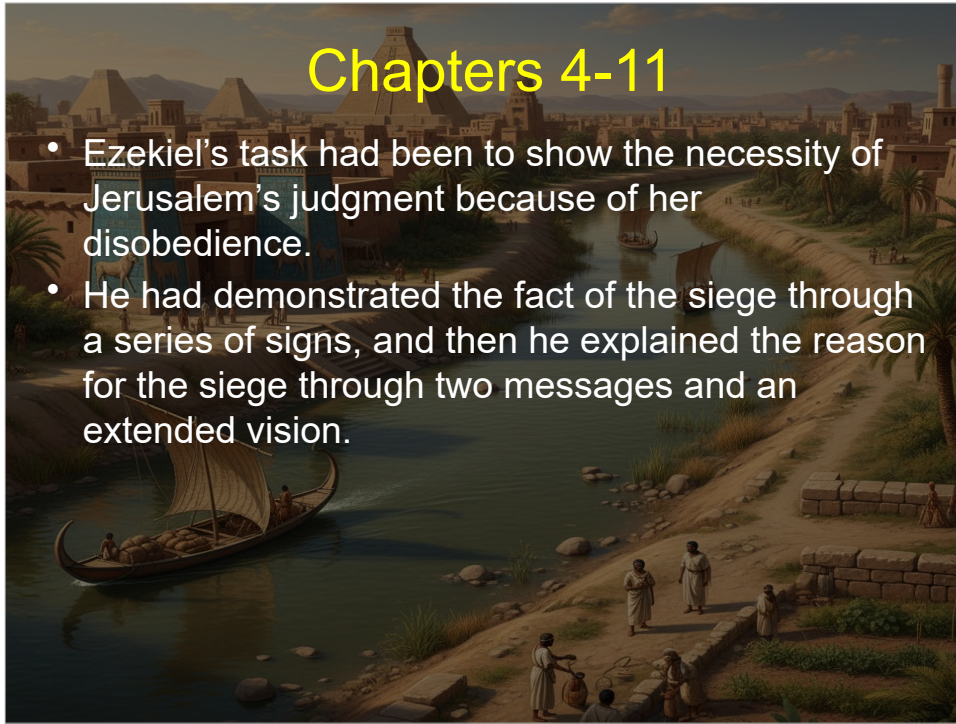 Chapters 4-11
• Ezekiel’s task had been to show the necessity of
Jerusalem’s judgment because of her
disobedience.
• He had demonstrated the fact of the siege through
a series of signs, and then he explained the reason
for the siege through two messages and an
extended vision.